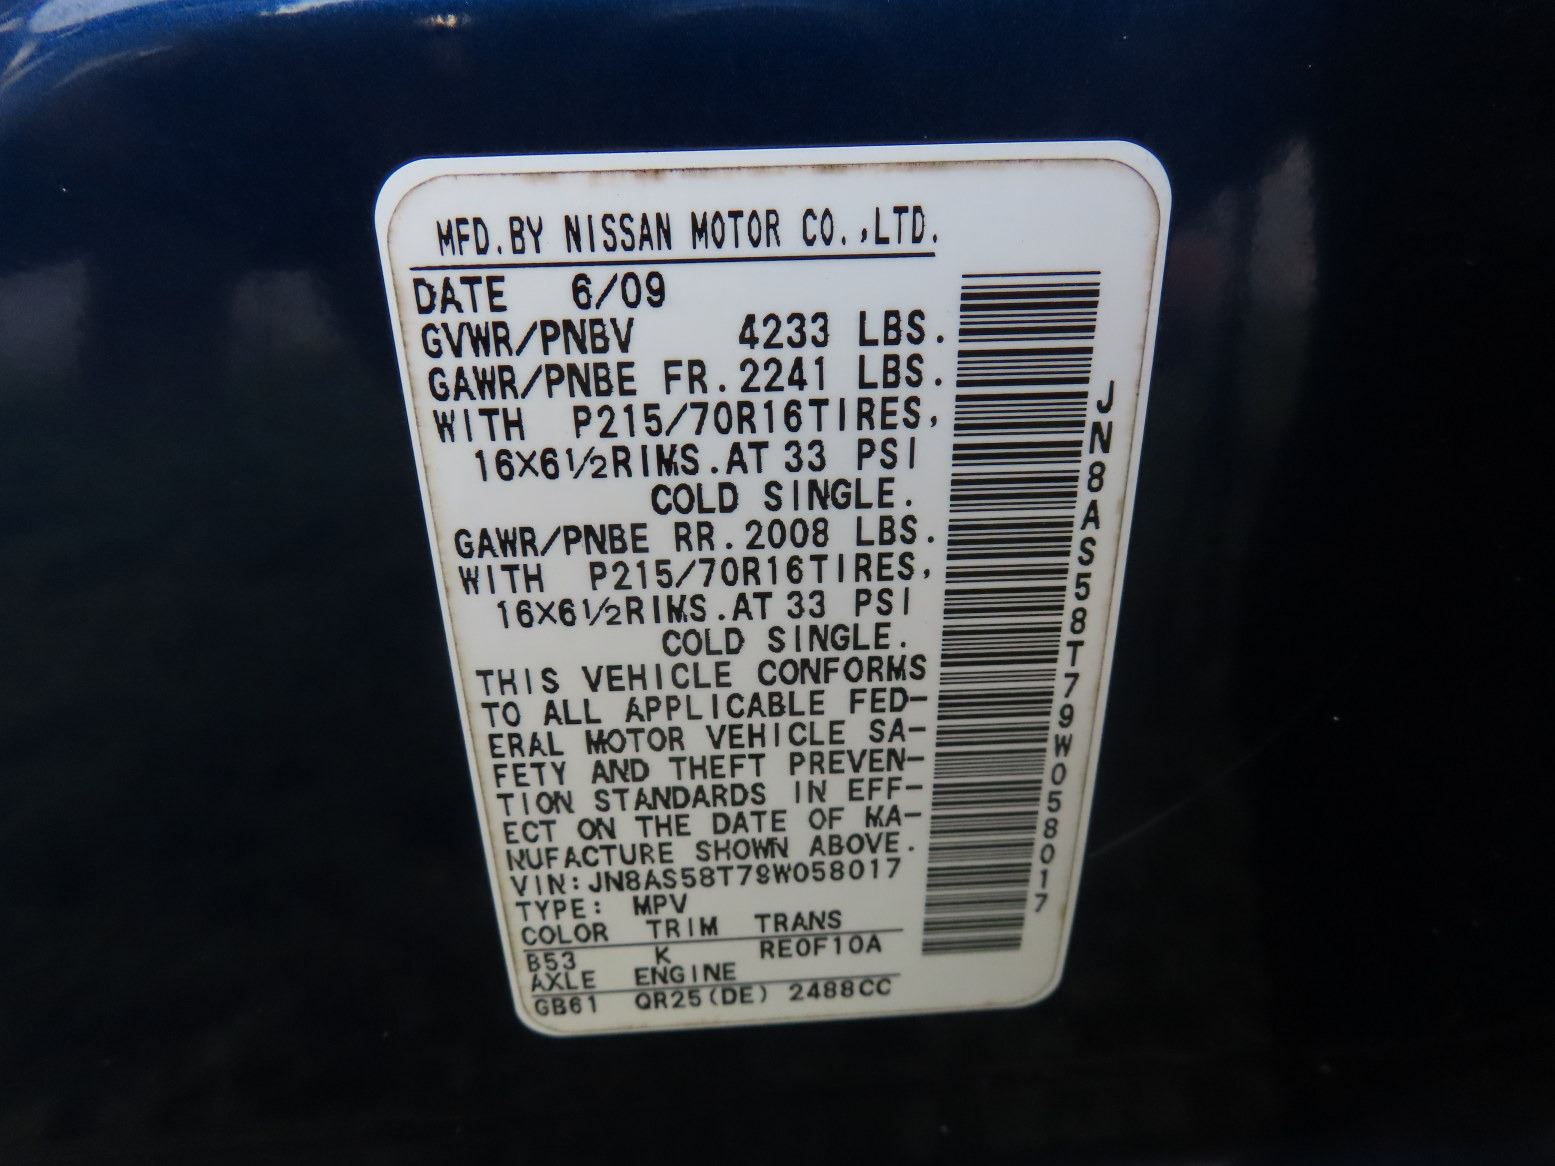 MFD.BY NISSAN MOTOR CO.,LTD.
DATE 6/09
GVWR/PNBV 4233 LBS.
GAWR/PNBE FR.2241 LBS.
WITH P215/70R16TIRES,
16X6½RIMS.AT 33 PSI
COLD SINGLE.
GAWR/PNBE RR.2008 LBS.
WITH P215/70R16TIRES,
16X6½RIMS.AT 33 PSI
COLD SINGLE.
THIS VEHICLE CONFORMS
TO ALL APPLICABLE FED-
ERAL MOTOR VEHICLE SA-
FETY AND THEFT PREVEN-
TION STANDARDS IN EFF-
ECT ON THE DATE OF MA-
NUFACTURE SHOWN ABOVE.
VIN:JN8AS58T79W058017
TYPE: MPV
COLOR TRIM TRANS
B53 K RE0F10A
AXLE ENGINE
GB61 QR25(DE) 2488CC
JN8AS58T79W058017